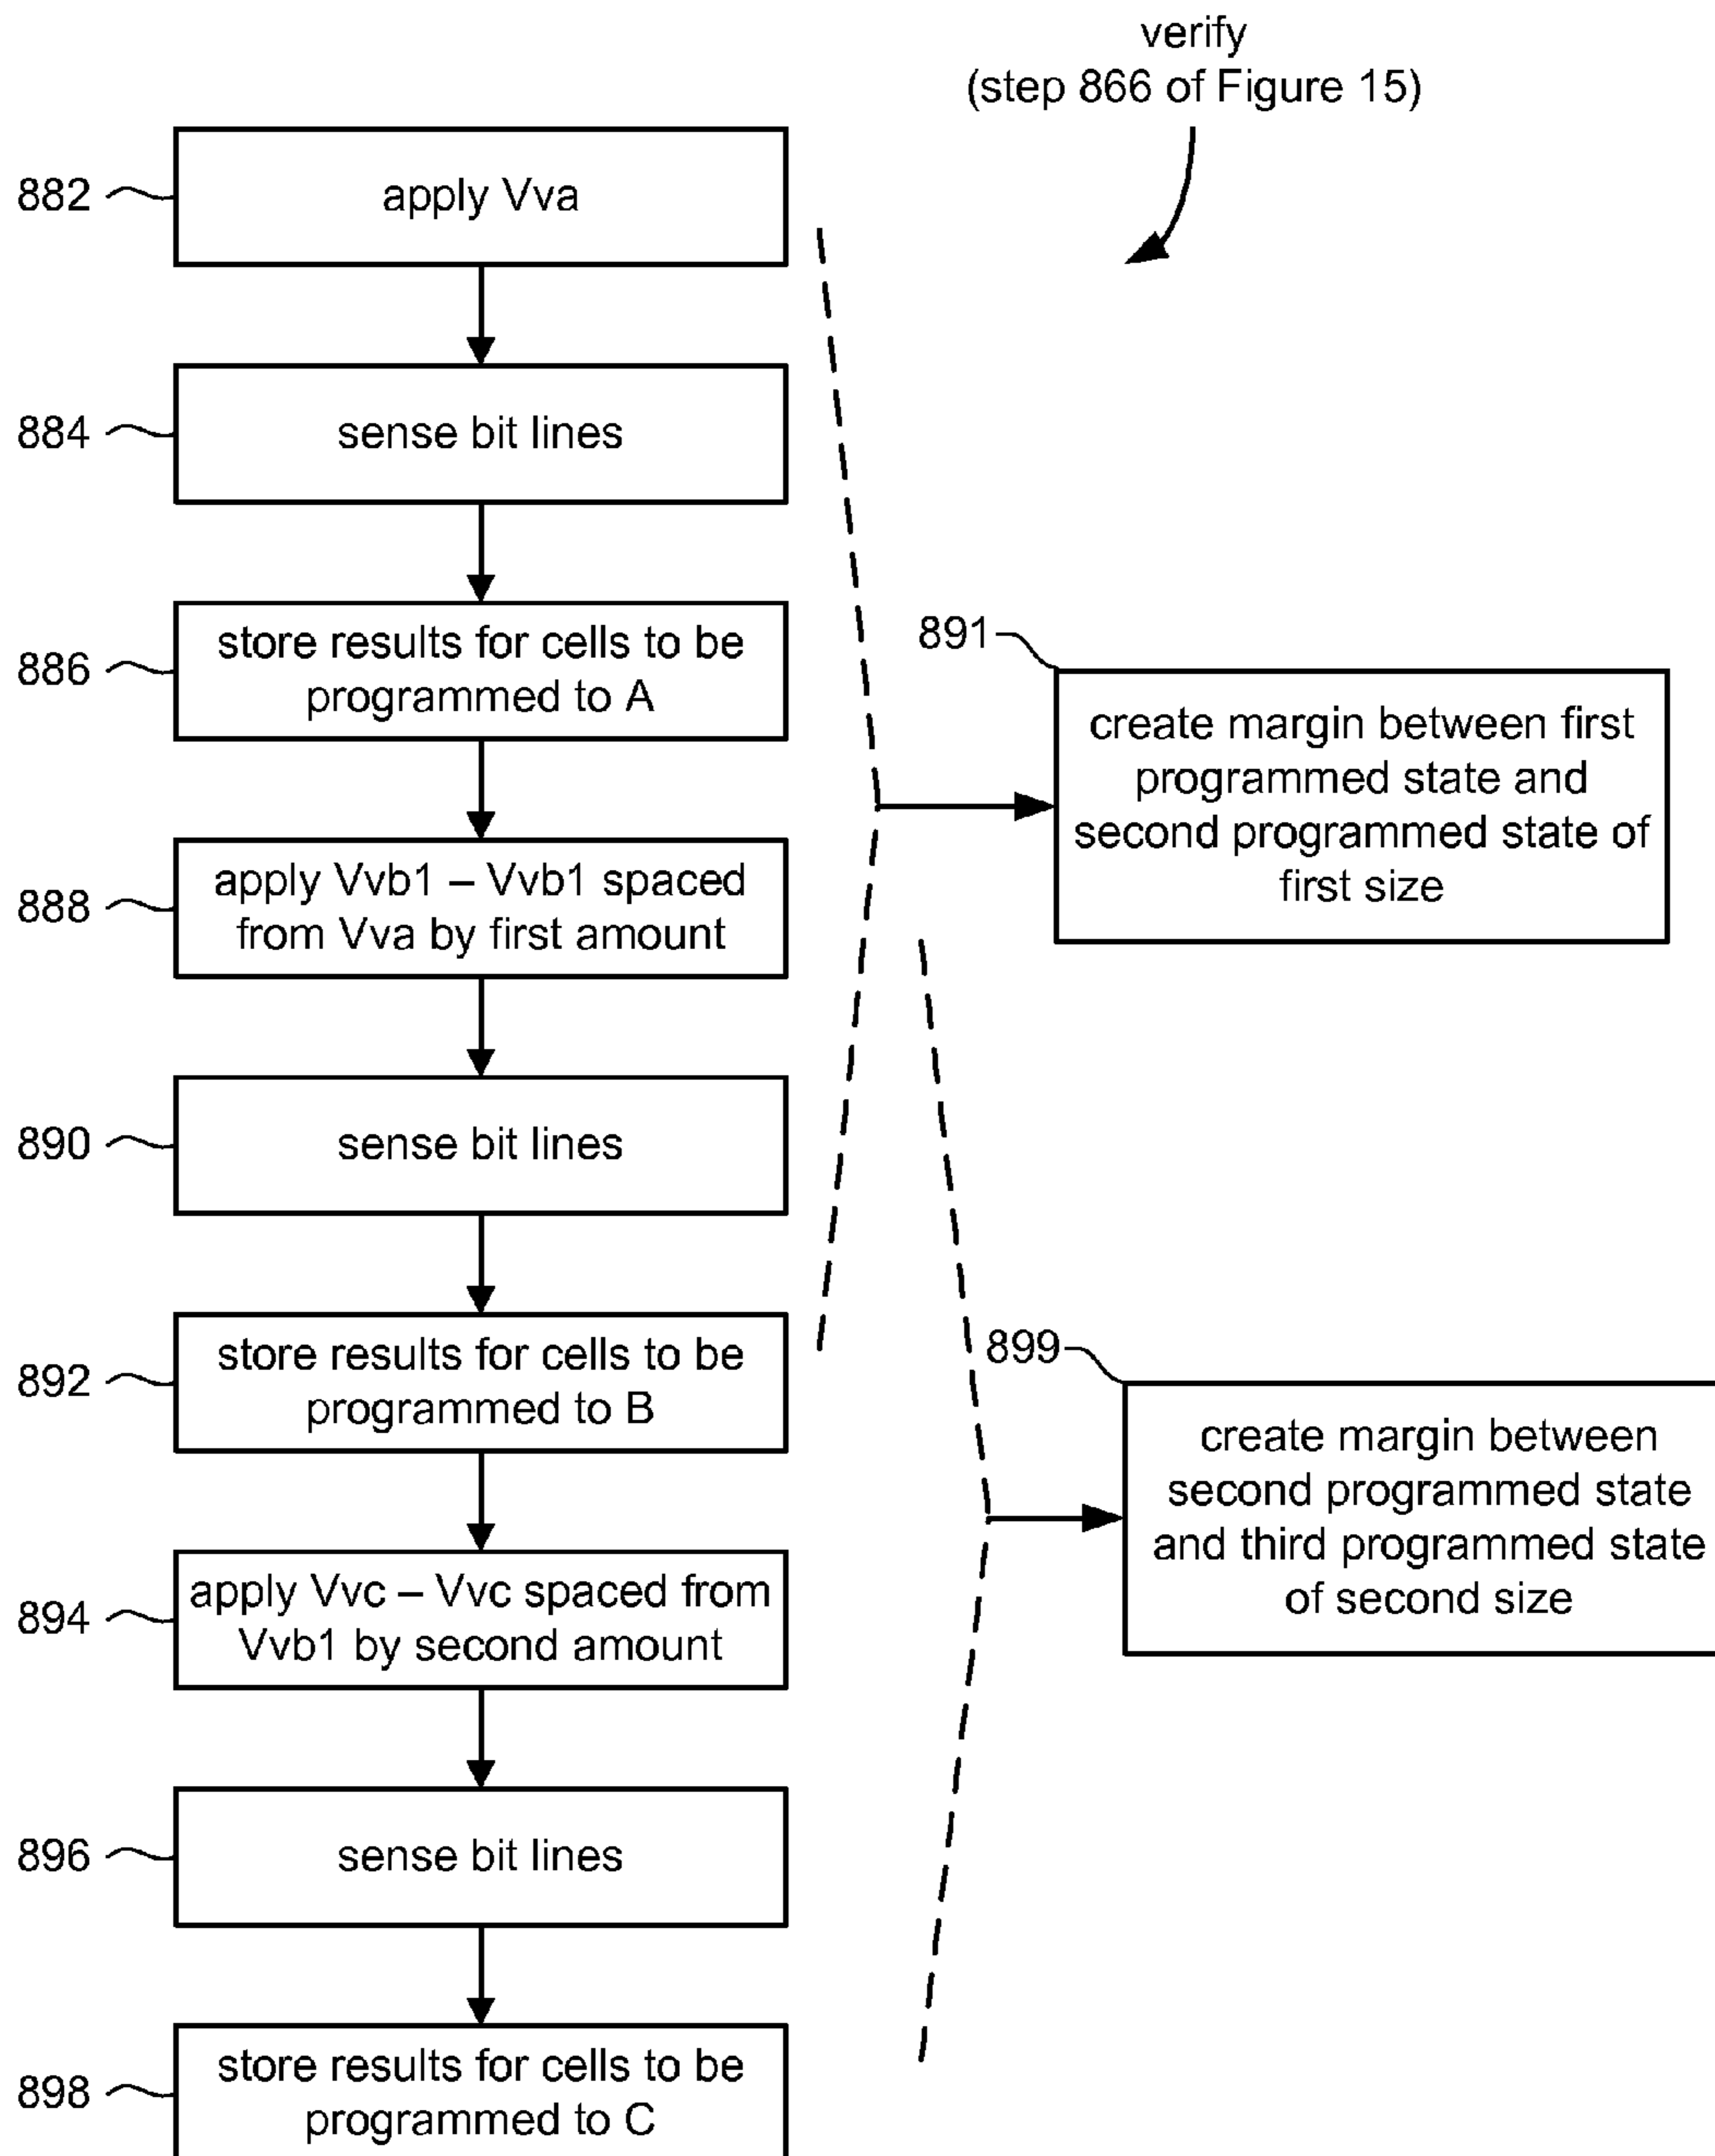 verify
(step 866 of Figure 15)
882
apply Vva
884
sense bit lines
886
store results for cells to be
programmed to A
888
apply Vvb1 – Vvb1 spaced
from Vva by first amount
890
sense bit lines
891
create margin between first
programmed state and
second programmed state of
first size
892
store results for cells to be
programmed to B
894
apply Vvc – Vvc spaced from
Vvb1 by second amount
896
sense bit lines
899
create margin between
second programmed state
and third programmed state
of second size
898
store results for cells to be
programmed to C